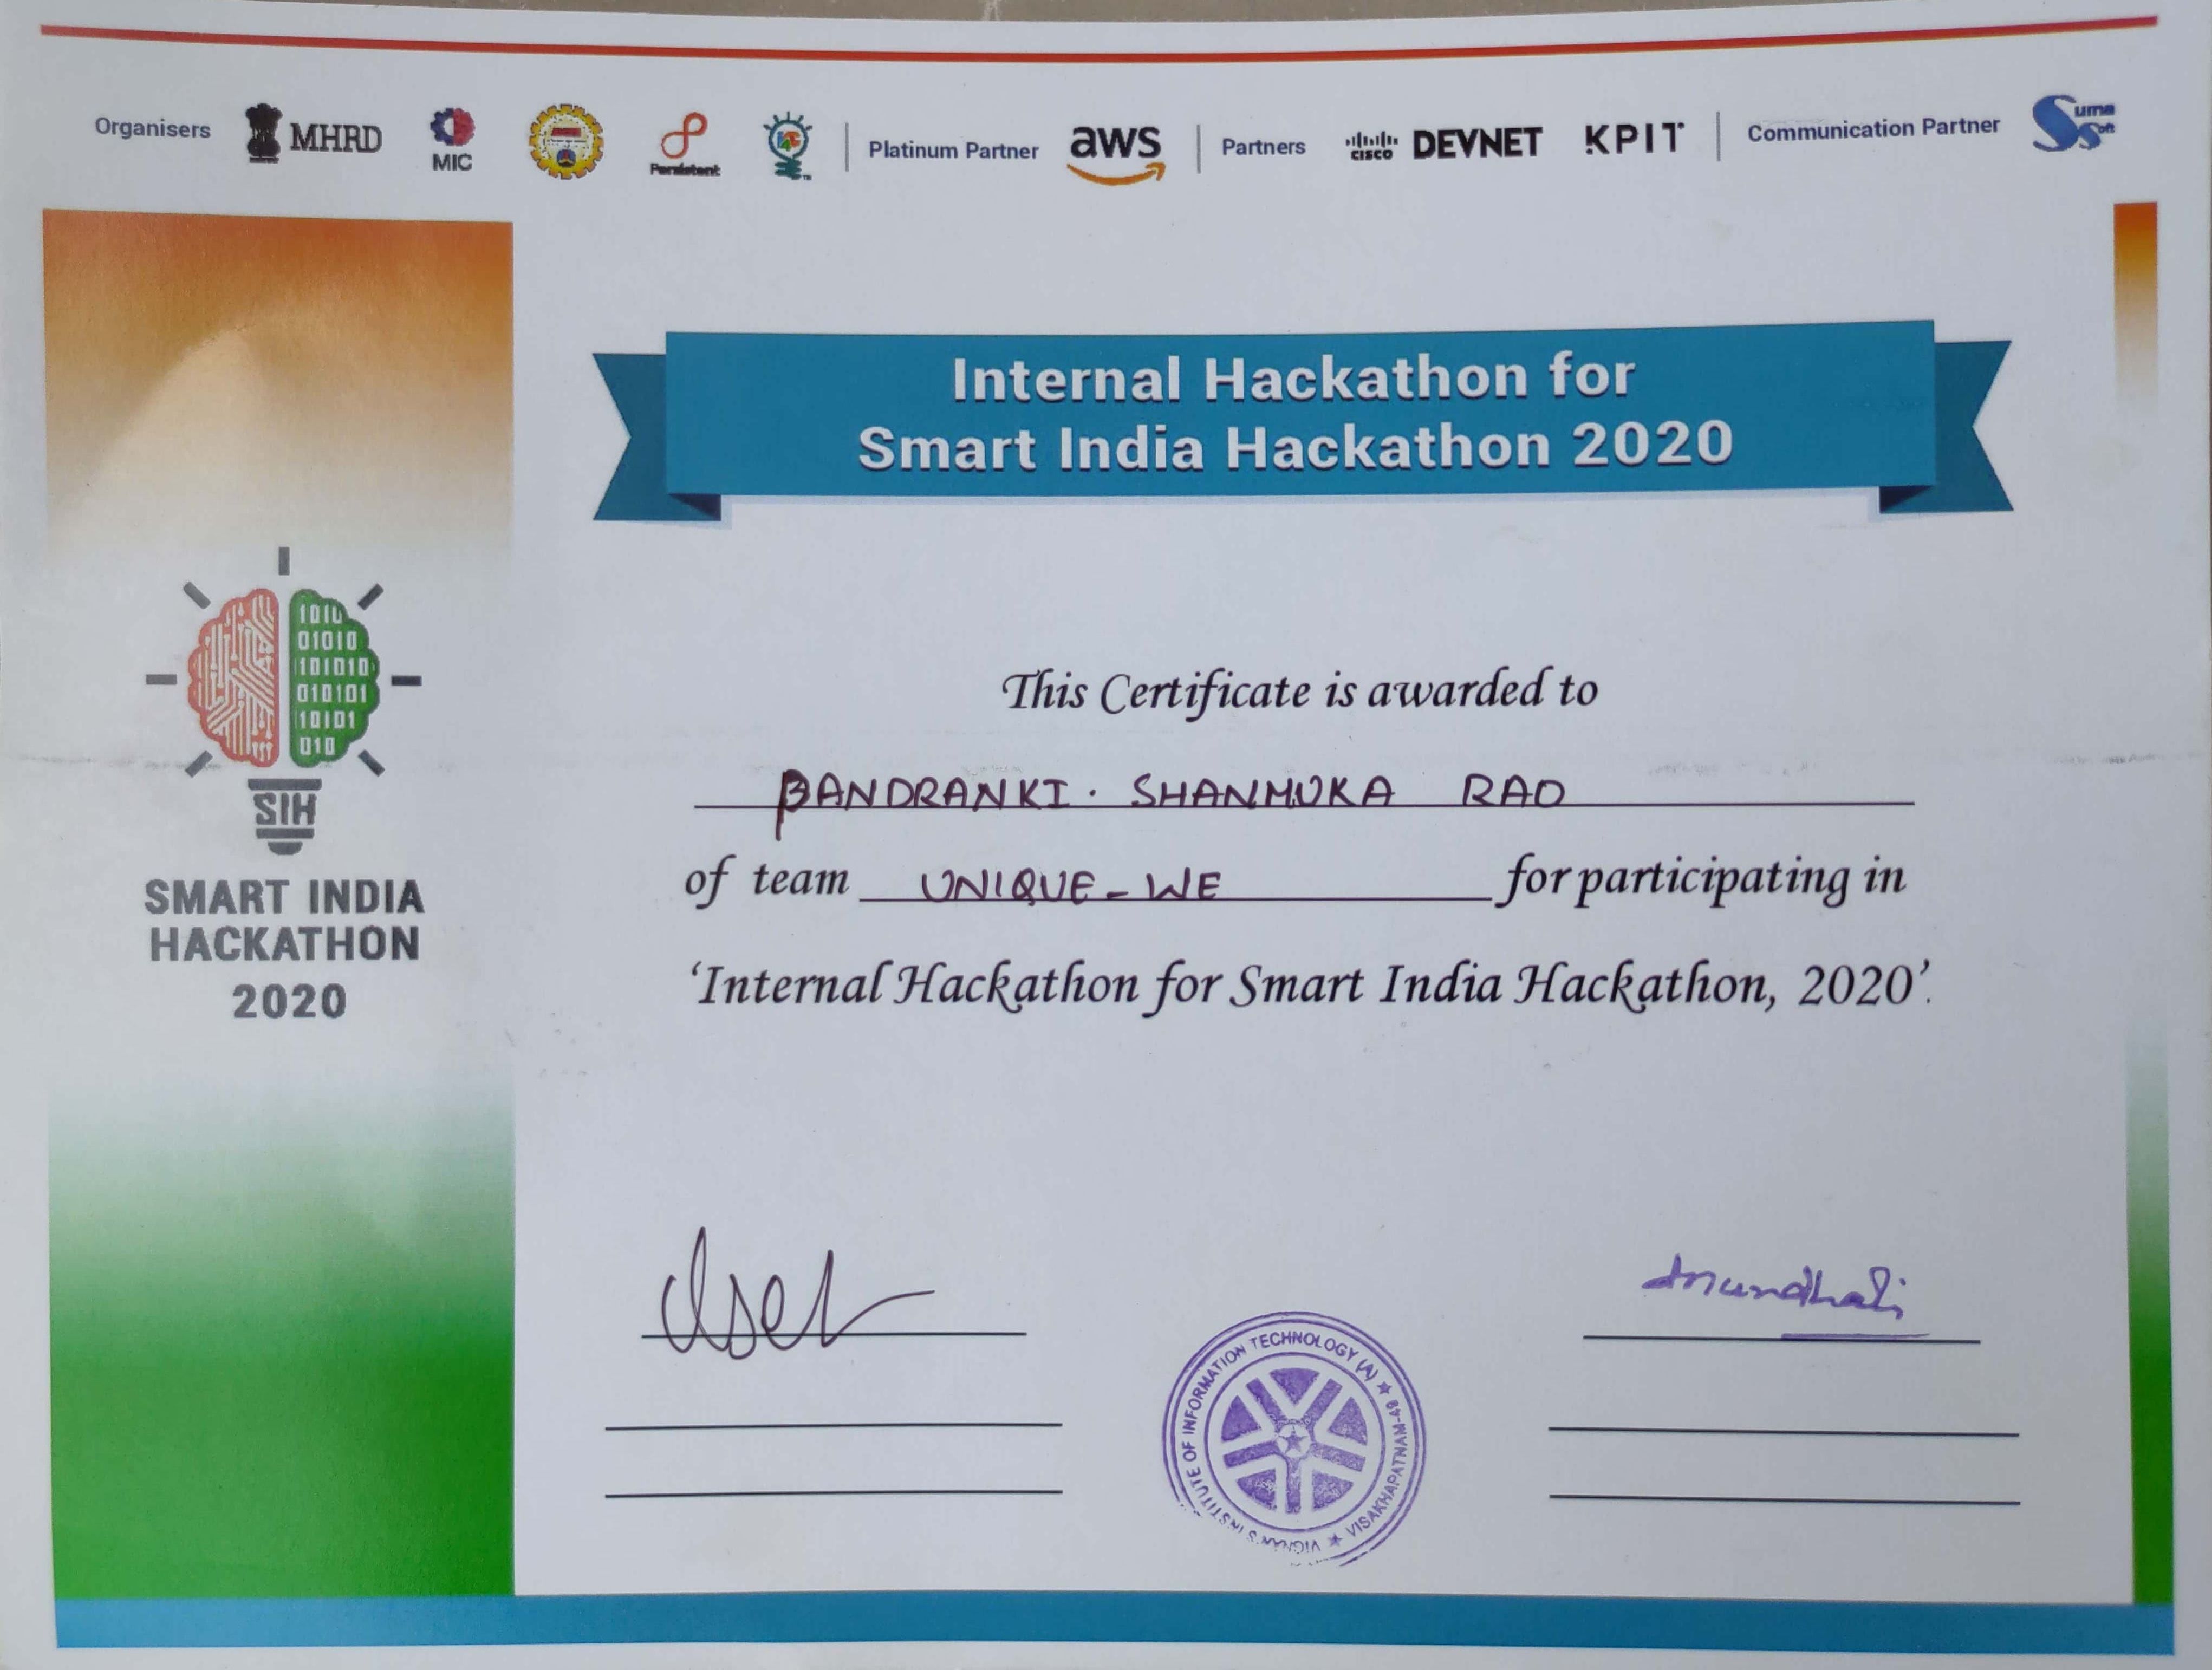 Organisers MHRD MIC Persistent Platinum Partner aws Partners CISCO DEVNET KPIT Communication Partner Suma Soft
Internal Hackathon for
Smart India Hackathon 2020
1010
01010
101010
010101
10101
010
SIH
SMART INDIA
HACKATHON
2020
This Certificate is awarded to
BANDRANKI. SHANMUKA RAO
of team UNIQUE-WE for participating in
‘Internal Hackathon for Smart India Hackathon, 2020’.
VIGNAN'S INSTITUTE OF INFORMATION TECHNOLOGY (A) ★ VISAKHAPATNAM-49 ★